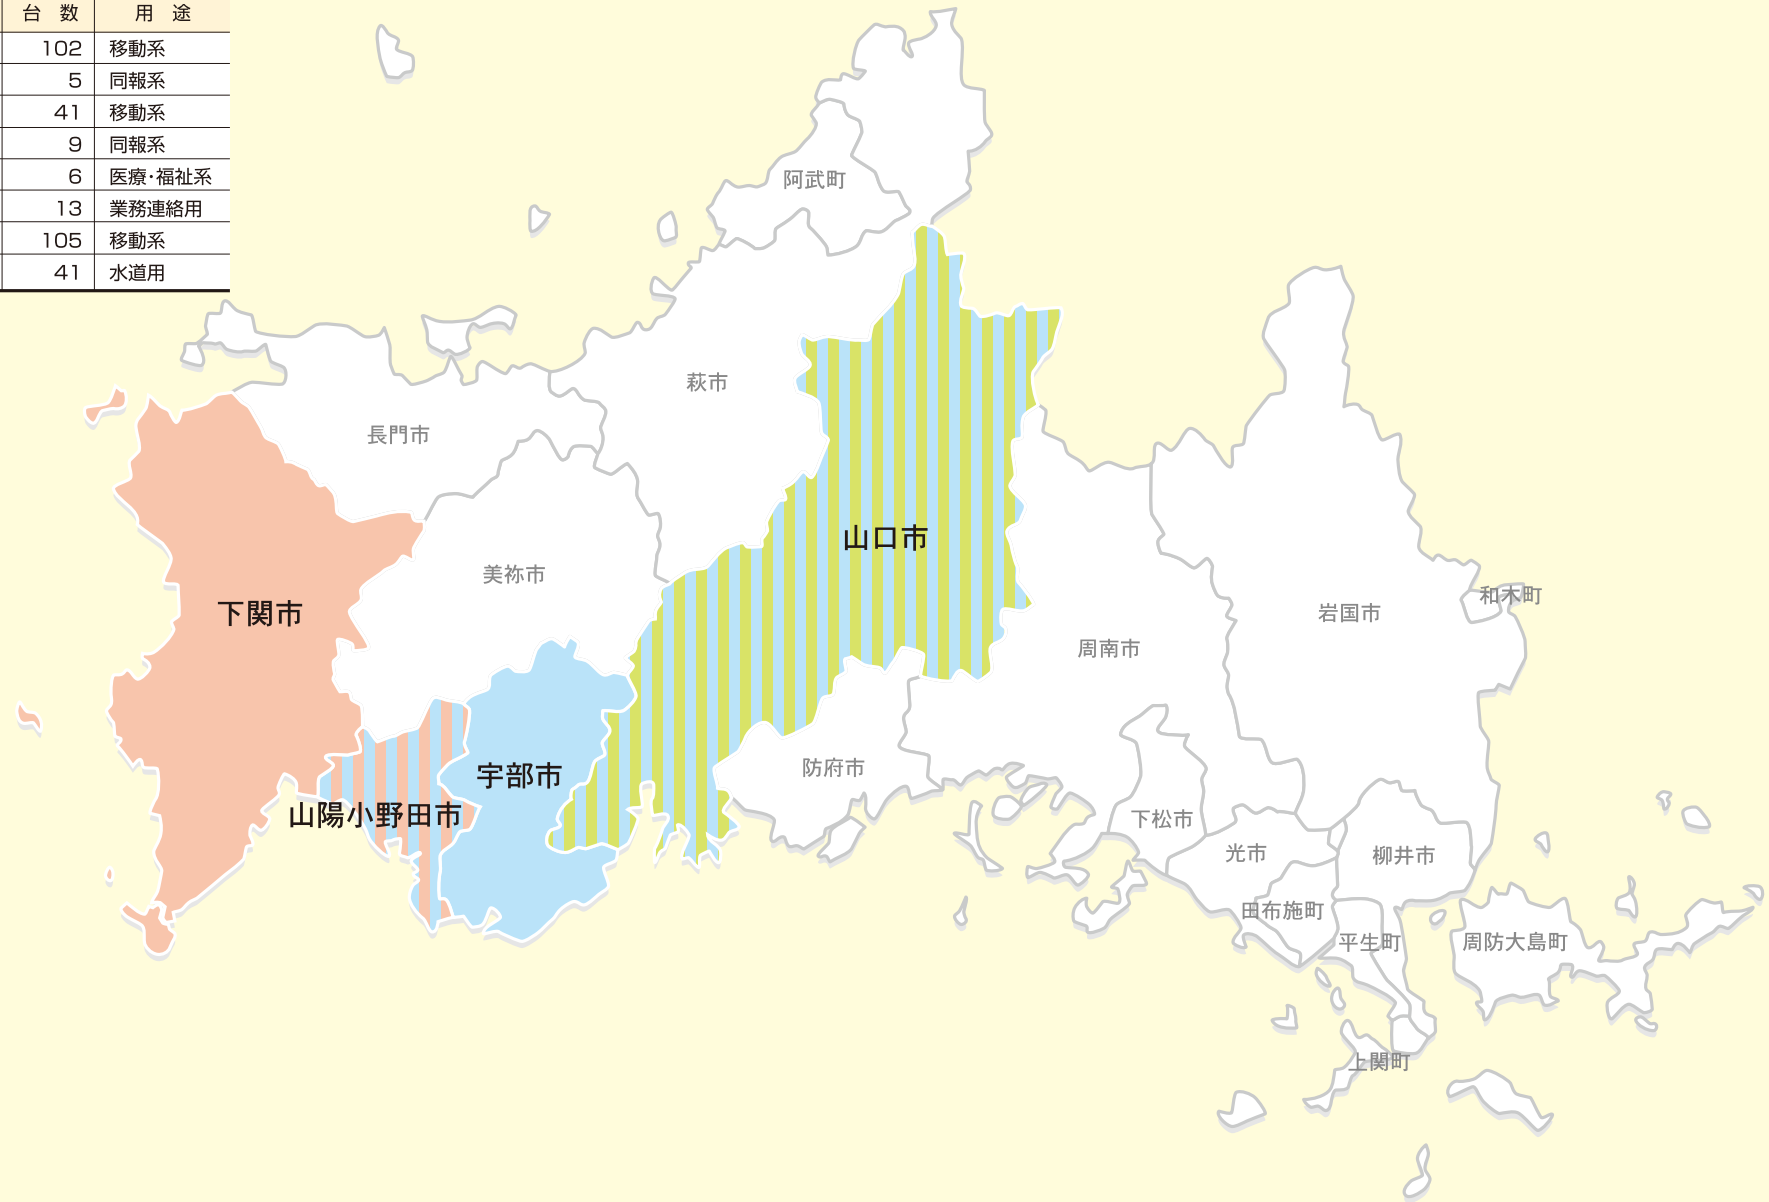 台 数 用 途
102 移動系
5 同報系
41 移動系
9 同報系
6 医療・福祉系
13 業務連絡用
105 移動系
41 水道用
阿武町
萩市
長門市
山口市
美祢市
和木町
下関市
岩国市
周南市
防府市
宇部市
山陽小野田市
下松市
光市
柳井市
田布施町
平生町
周防大島町
上関町